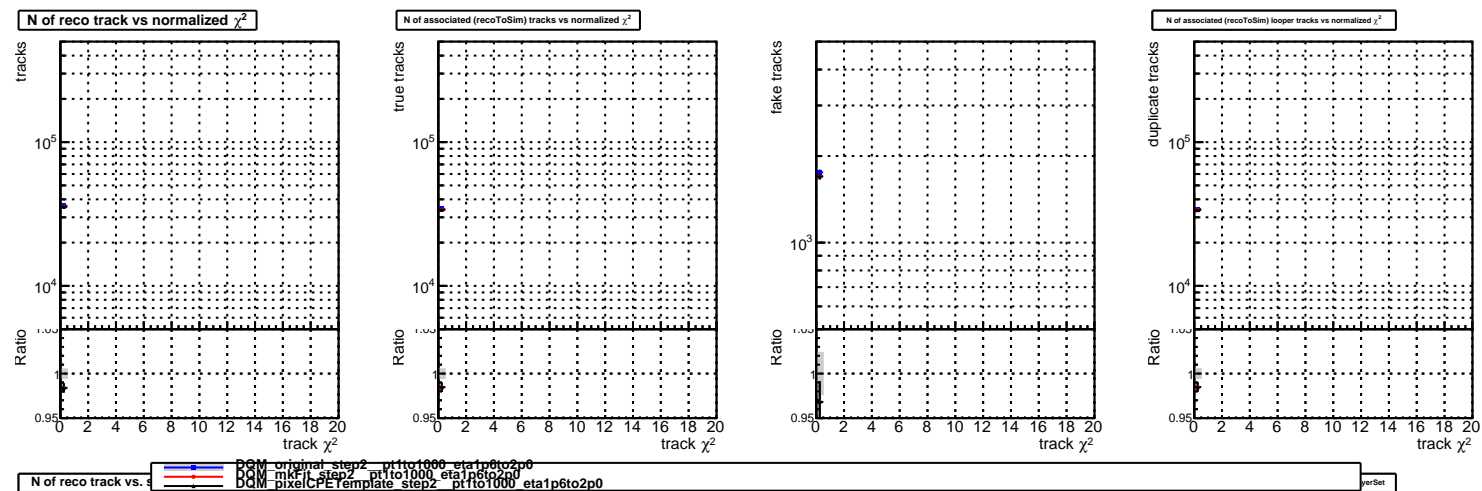 N of reco track vs normalized χ²
N of associated (recoToSim) tracks vs normalized χ²
N of associated (recoToSim) looper tracks vs normalized χ²
tracks
10⁵
10⁴
Ratio
1
0.95
0 2 4 6 8 10 12 14 16 18 20
track χ²
true tracks
10⁵
10⁴
Ratio
1
0.95
0 2 4 6 8 10 12 14 16 18 20
track χ²
fake tracks
10³
Ratio
1
0.95
0 2 4 6 8 10 12 14 16 18 20
track χ²
duplicate tracks
10⁵
10⁴
Ratio
1
0.95
0 2 4 6 8 10 12 14 16 18 20
track χ²
DQM_original_step2__pt1to1000_eta1p6to2p0
DQM_mkFit_step2__pt1to1000_eta1p6to2p0
DQM_pixelCPETemplate_step2__pt1to1000_eta1p6to2p0
N of reco track vs.